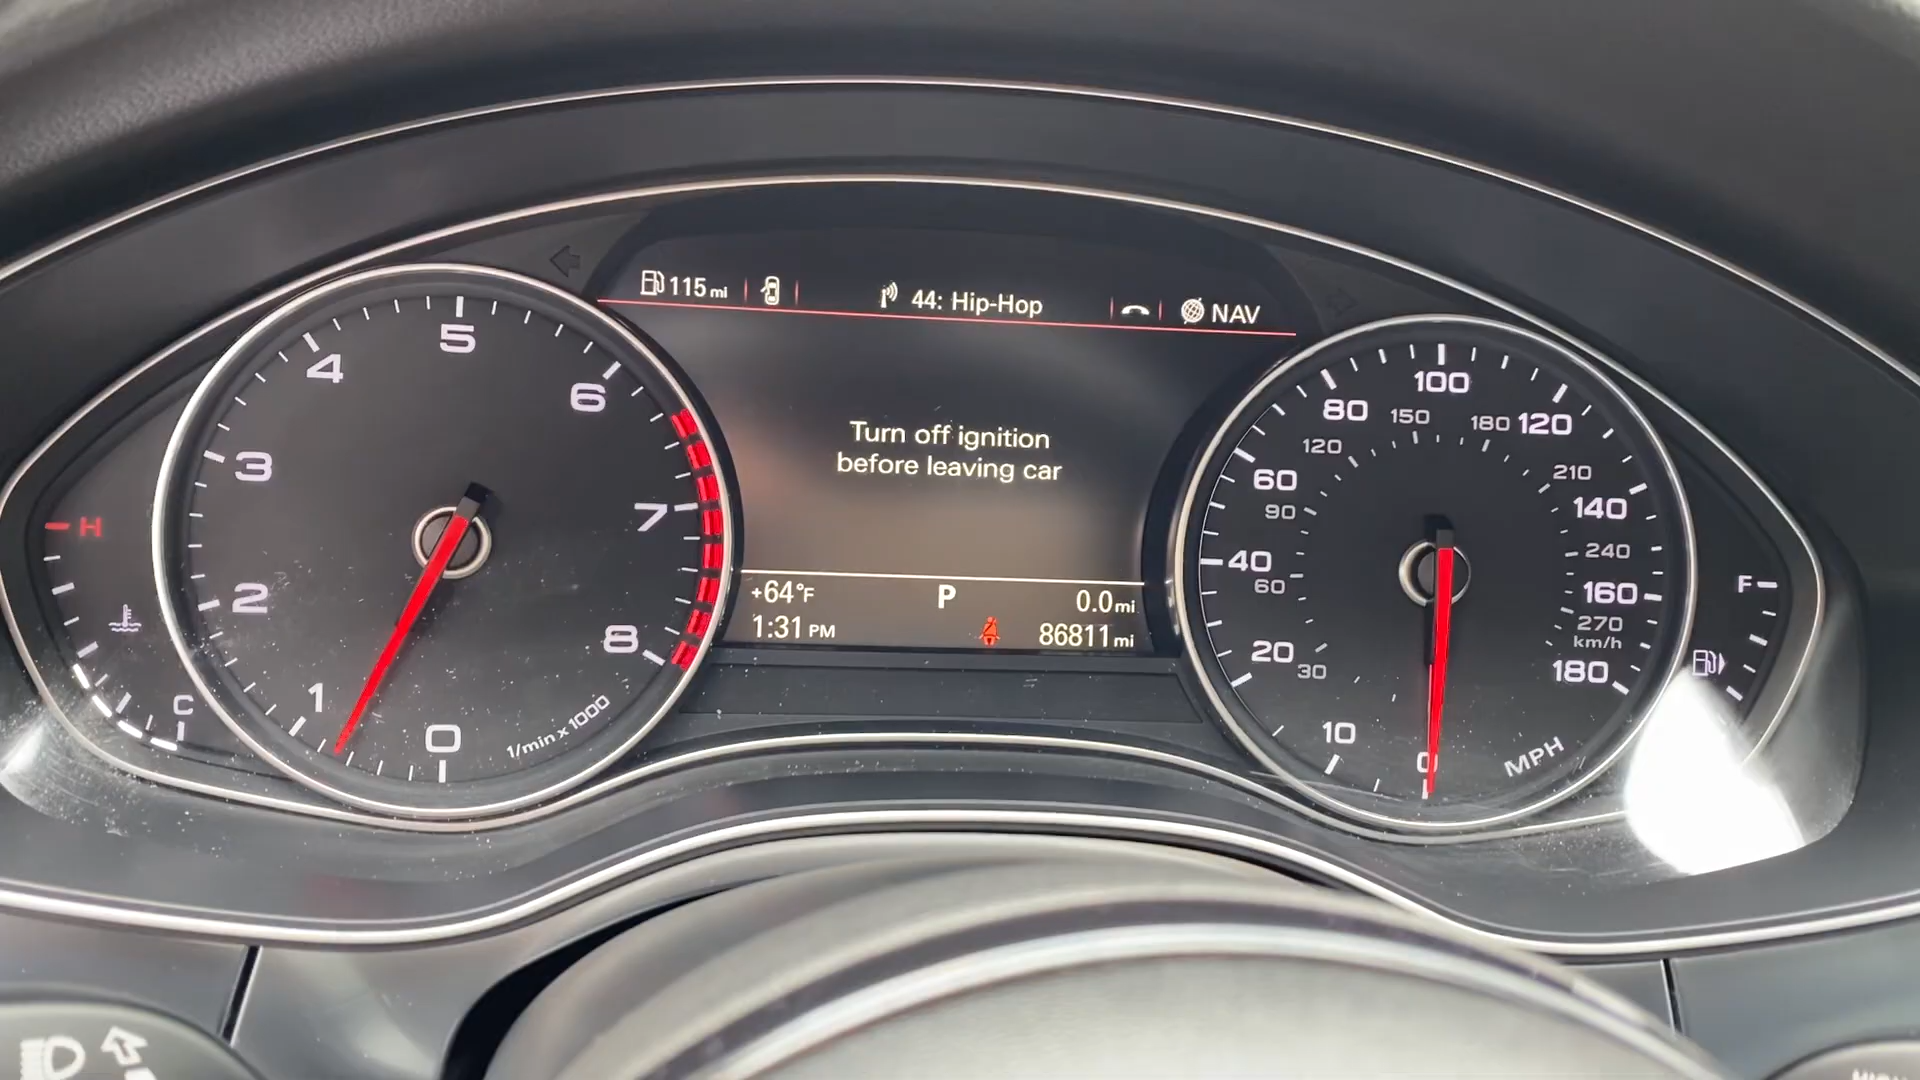 115 mi
44: Hip-Hop
NAV
Turn off ignition
before leaving car
+64°F
P
0.0 mi
1:31 PM
86811 mi
0
1
2
3
4
5
6
7
8
1/min x 1000
H
C
0
10
20
40
60
80
100
120
140
160
180
MPH
30
60
90
120
150
180
210
240
270
km/h
F